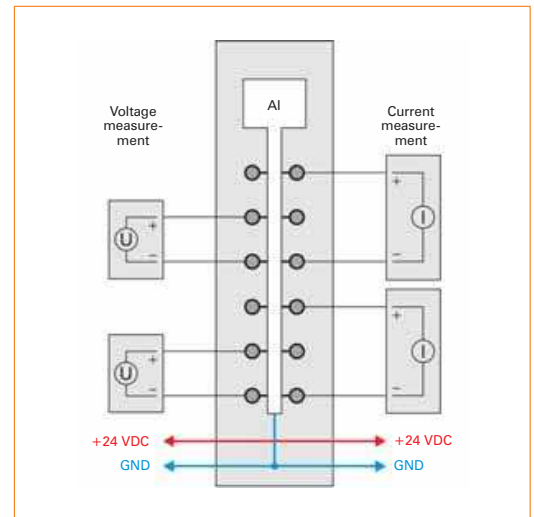 AI
Voltage
measure-
ment
Current
measure-
ment
+
−
I
U
+
−
+
−
I
U
+
−
+24 VDC
+24 VDC
GND
GND